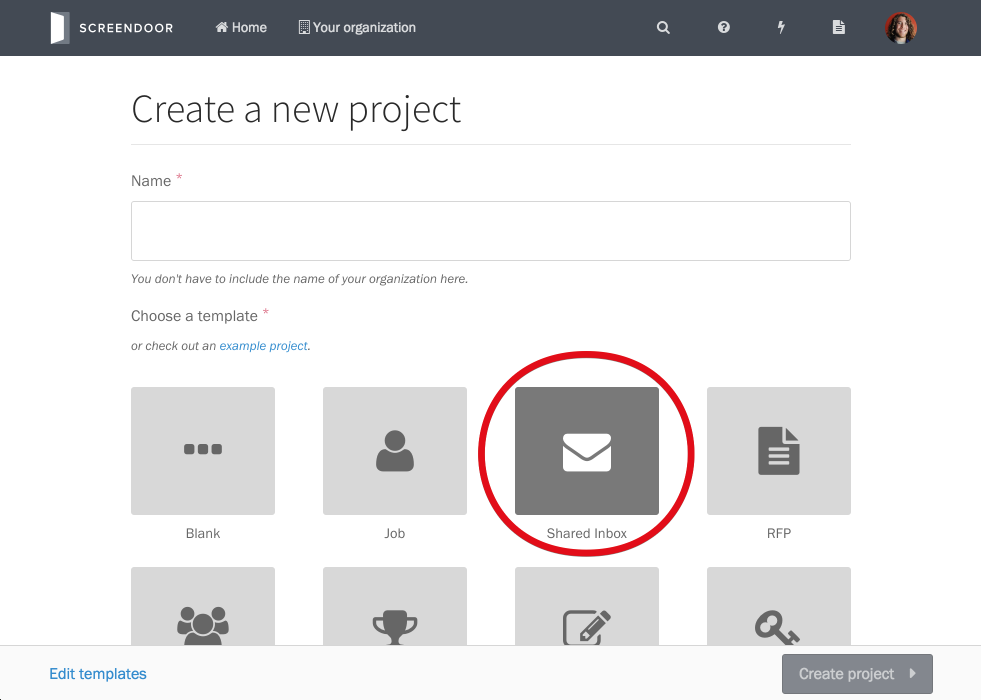 SCREENDOOR Home Your organization
Create a new project
Name *
You don't have to include the name of your organization here.
Choose a template *
or check out an example project.
Blank Job Shared Inbox RFP
Edit templates Create project